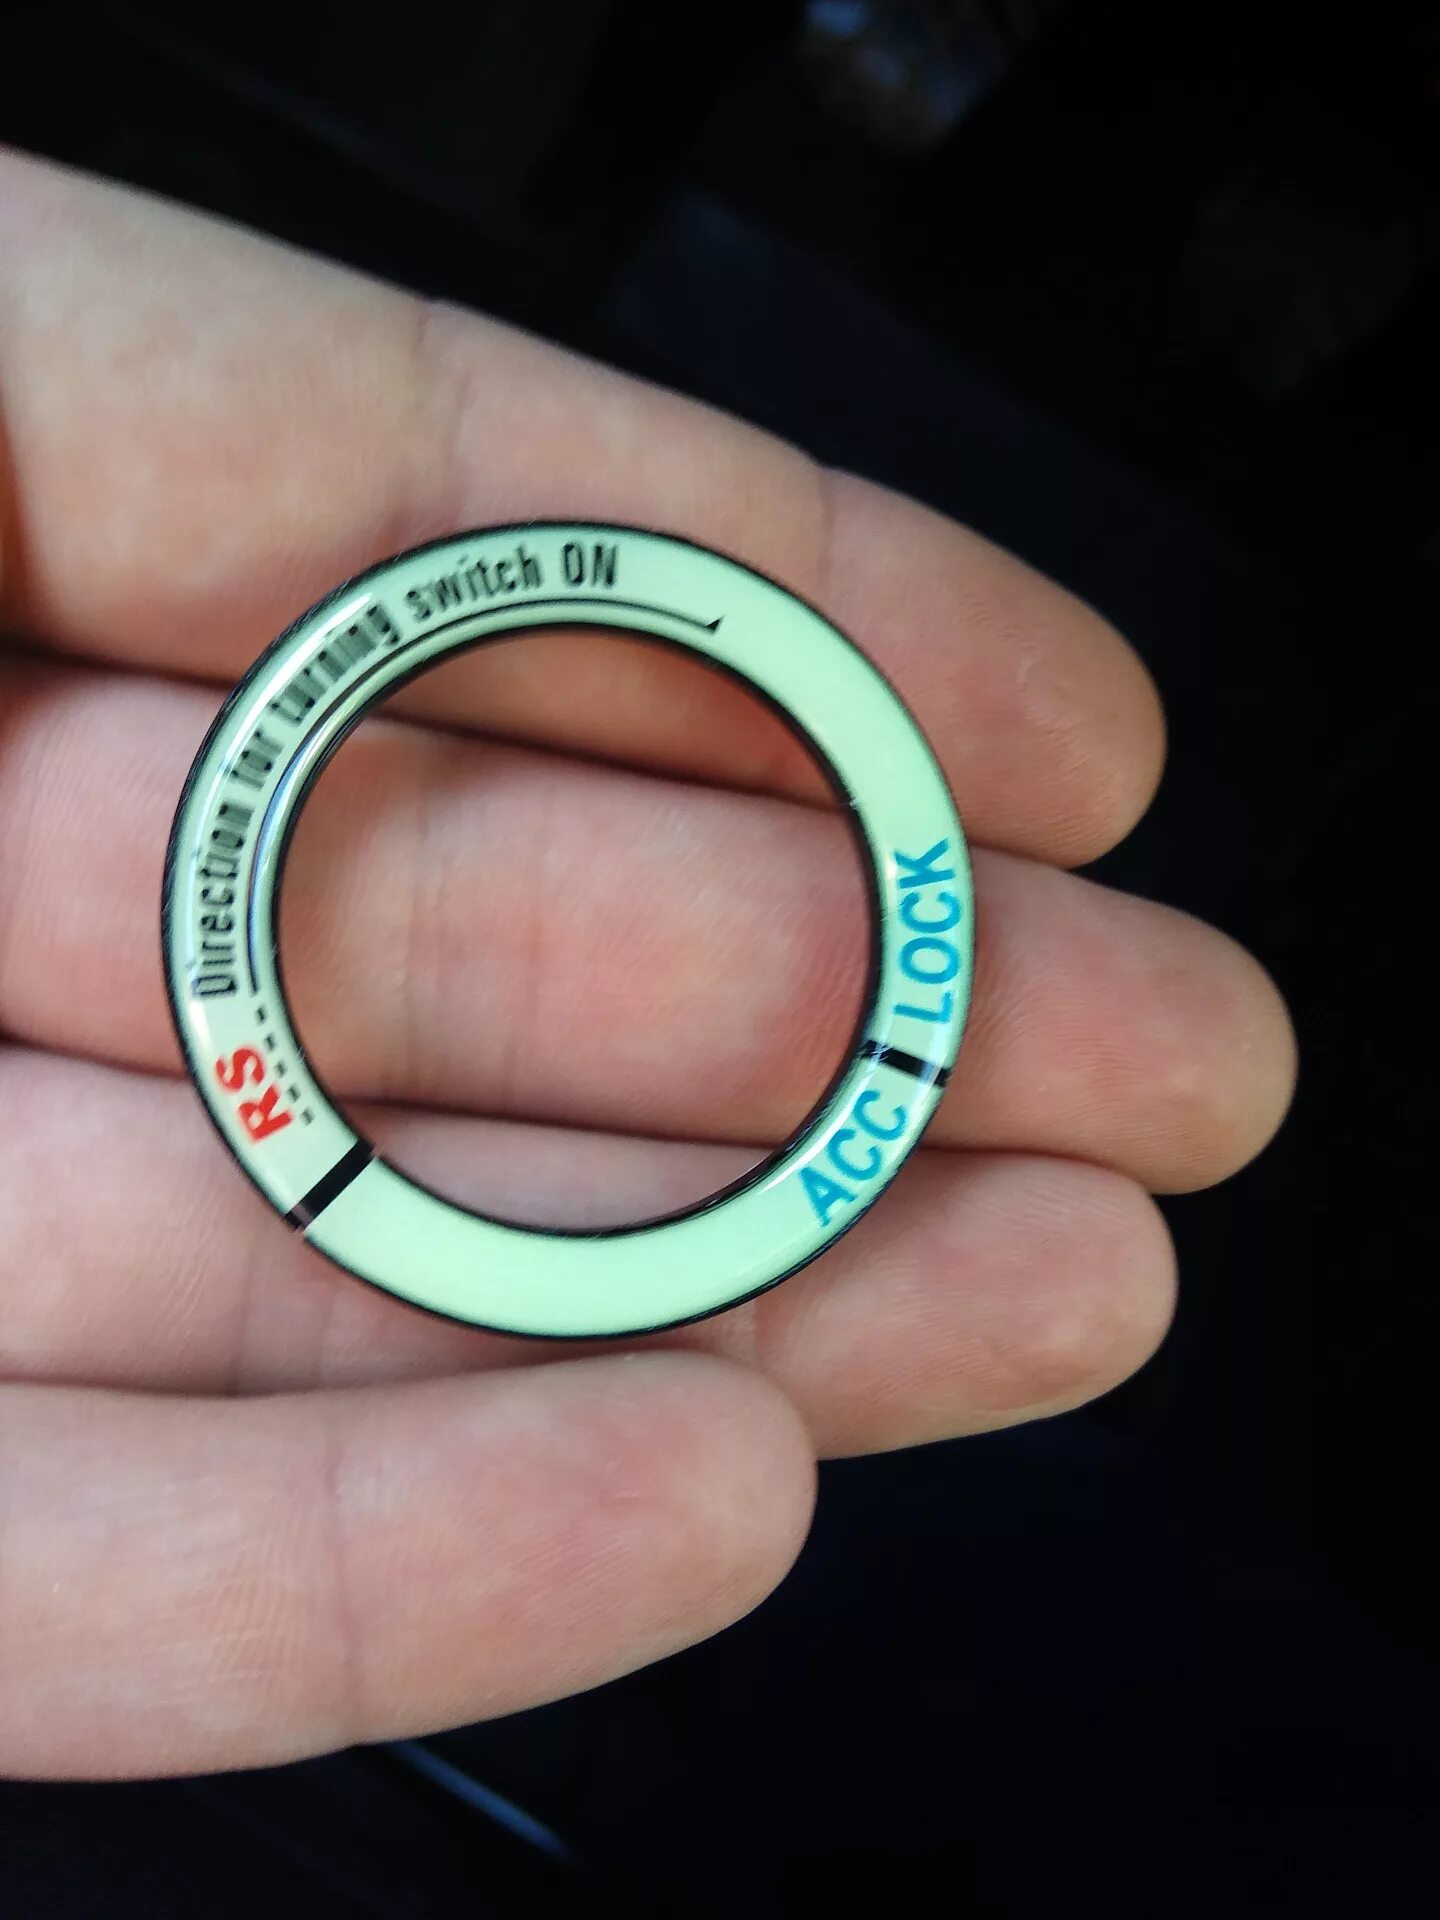 RS
Direction for turning switch ON
LOCK
ACC